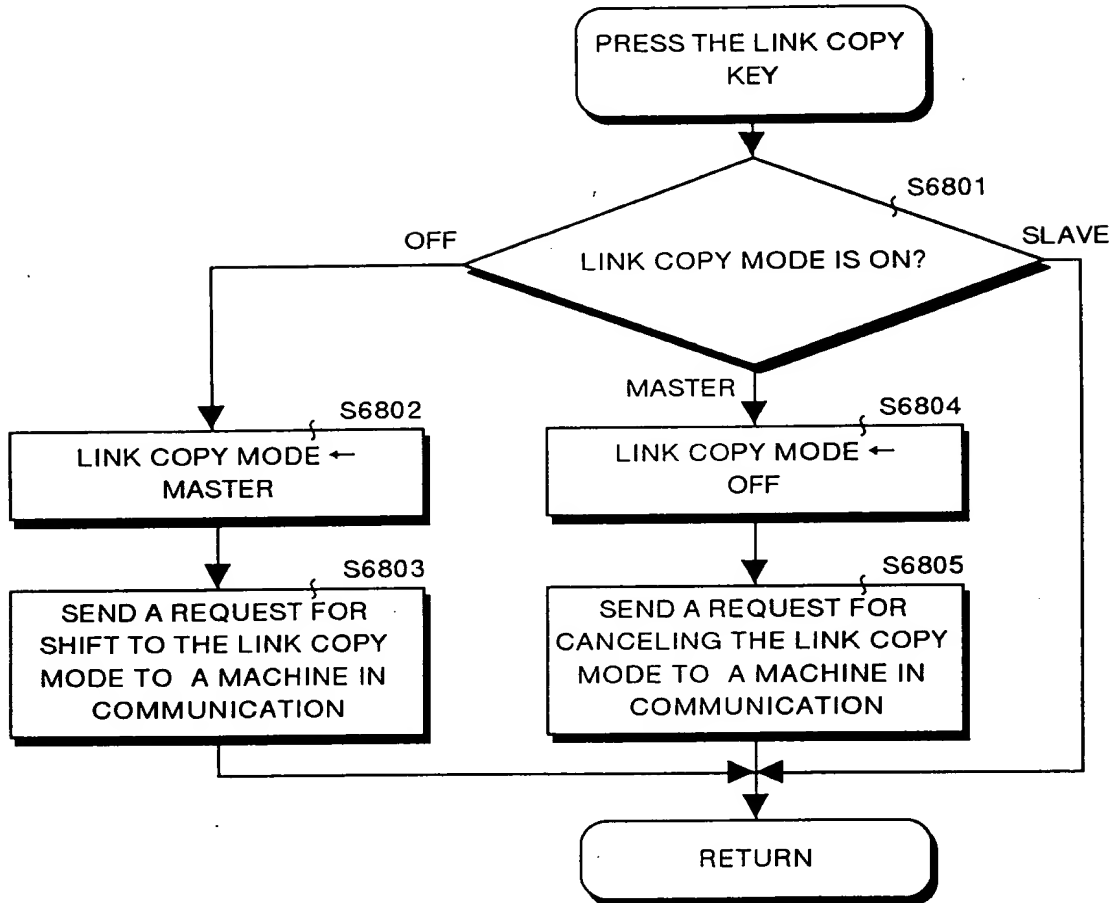 PRESS THE LINK COPY
KEY
S6801
OFF
LINK COPY MODE IS ON?
SLAVE
MASTER
S6802
LINK COPY MODE ←
MASTER
S6804
LINK COPY MODE ←
OFF
S6803
SEND A REQUEST FOR
SHIFT TO THE LINK COPY
MODE TO A MACHINE IN
COMMUNICATION
S6805
SEND A REQUEST FOR
CANCELING THE LINK COPY
MODE TO A MACHINE IN
COMMUNICATION
RETURN